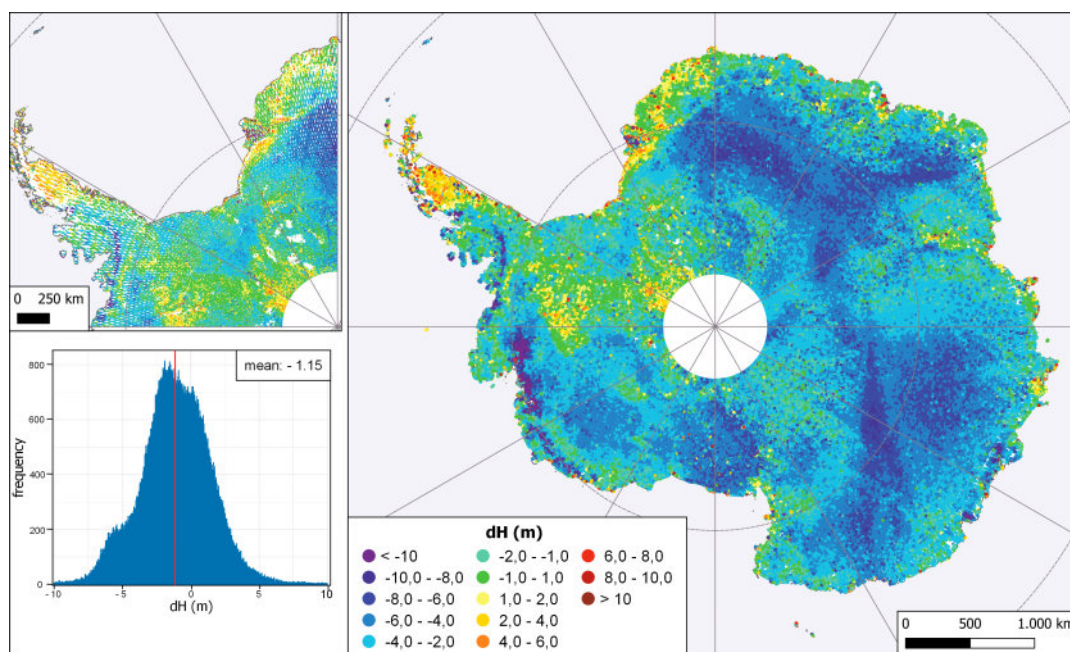 0 250 km
mean: - 1.15
800
600
400
200
0
frequency
-10 -5 0 5 10
dH (m)
dH (m)
< -10
-10,0 - -8,0
-8,0 - -6,0
-6,0 - -4,0
-4,0 - -2,0
-2,0 - -1,0
-1,0 - 1,0
1,0 - 2,0
2,0 - 4,0
4,0 - 6,0
6,0 - 8,0
8,0 - 10,0
> 10
0 500 1.000 km